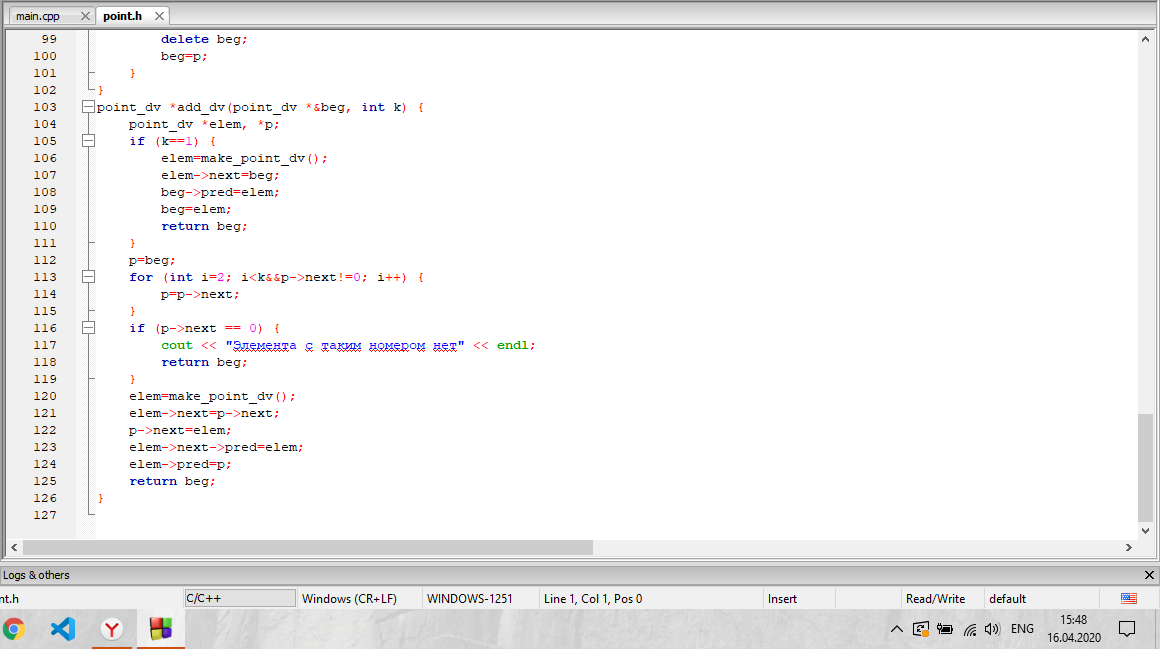 main.cpp point.h
99 delete beg;
100 beg=p;
101 }
102 }
103 point_dv *add_dv(point_dv *&beg, int k) {
104 point_dv *elem, *p;
105 if (k==1) {
106 elem=make_point_dv();
107 elem->next=beg;
108 beg->pred=elem;
109 beg=elem;
110 return beg;
111 }
112 p=beg;
113 for (int i=2; i<k&&p->next!=0; i++) {
114 p=p->next;
115 }
116 if (p->next == 0) {
117 cout << "Элемента с таким номером нет" << endl;
118 return beg;
119 }
120 elem=make_point_dv();
121 elem->next=p->next;
122 p->next=elem;
123 elem->next->pred=elem;
124 elem->pred=p;
125 return beg;
126 }
127
Logs & others
nt.h C/C++ Windows (CR+LF) WINDOWS-1251 Line 1, Col 1, Pos 0 Insert Read/Write default
ENG 15:48
16.04.2020